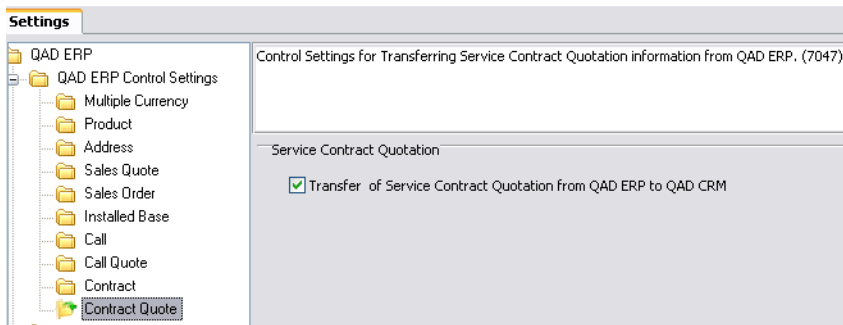 Settings
QAD ERP
QAD ERP Control Settings
Multiple Currency
Product
Address
Sales Quote
Sales Order
Installed Base
Call
Call Quote
Contract
Contract Quote
Control Settings for Transferring Service Contract Quotation information from QAD ERP. (7047)
Service Contract Quotation
Transfer of Service Contract Quotation from QAD ERP to QAD CRM